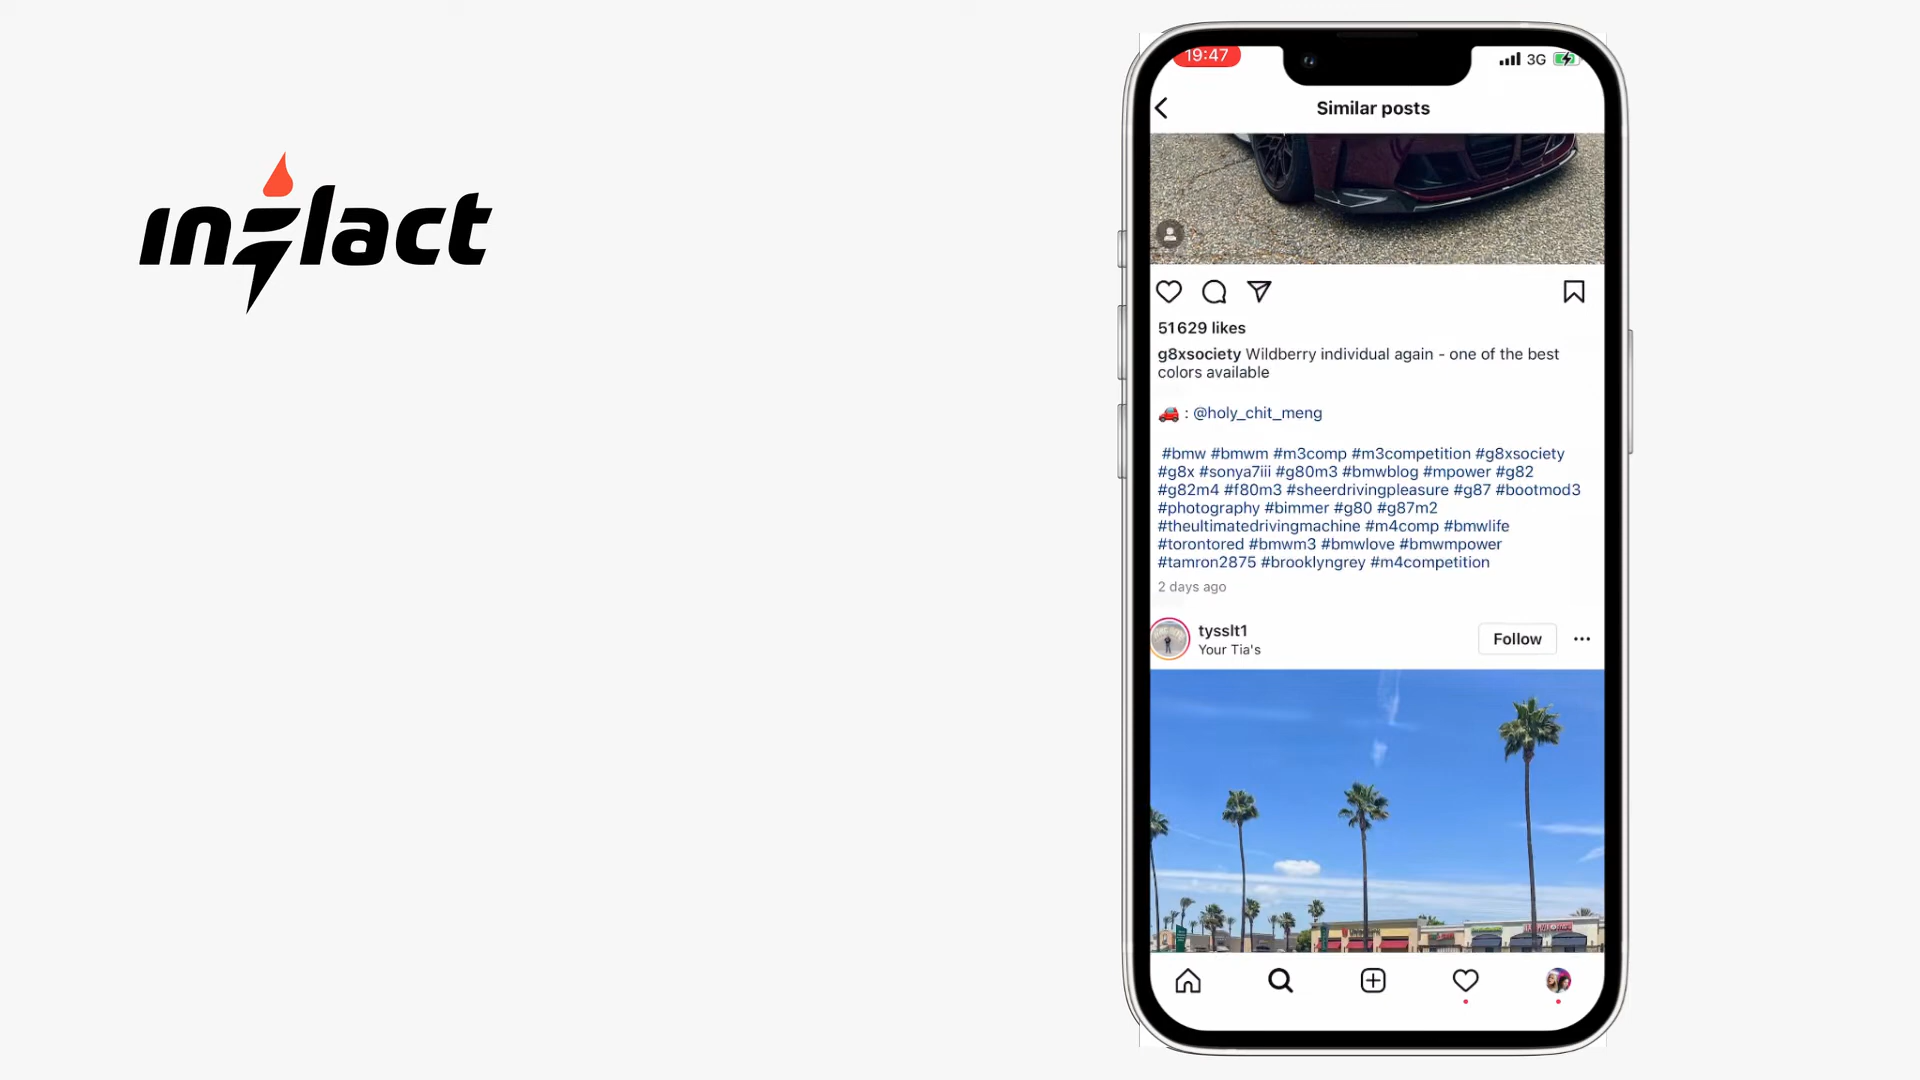 inflact
19:47
3G
Similar posts
51 629 likes
g8xsociety Wildberry individual again - one of the best
colors available
: @holy_chit_meng
#bmw #bmwm #m3comp #m3competition #g8xsociety
#g8x #sonya7iii #g80m3 #bmwblog #mpower #g82
#g82m4 #f80m3 #sheerdrivingpleasure #g87 #bootmod3
#photography #bimmer #g80 #g87m2
#theultimatedrivingmachine #m4comp #bmwlife
#torontored #bmwm3 #bmwlove #bmwmpower
#tamron2875 #brooklyngrey #m4competition
2 days ago
tysslt1
Follow
Your Tia's